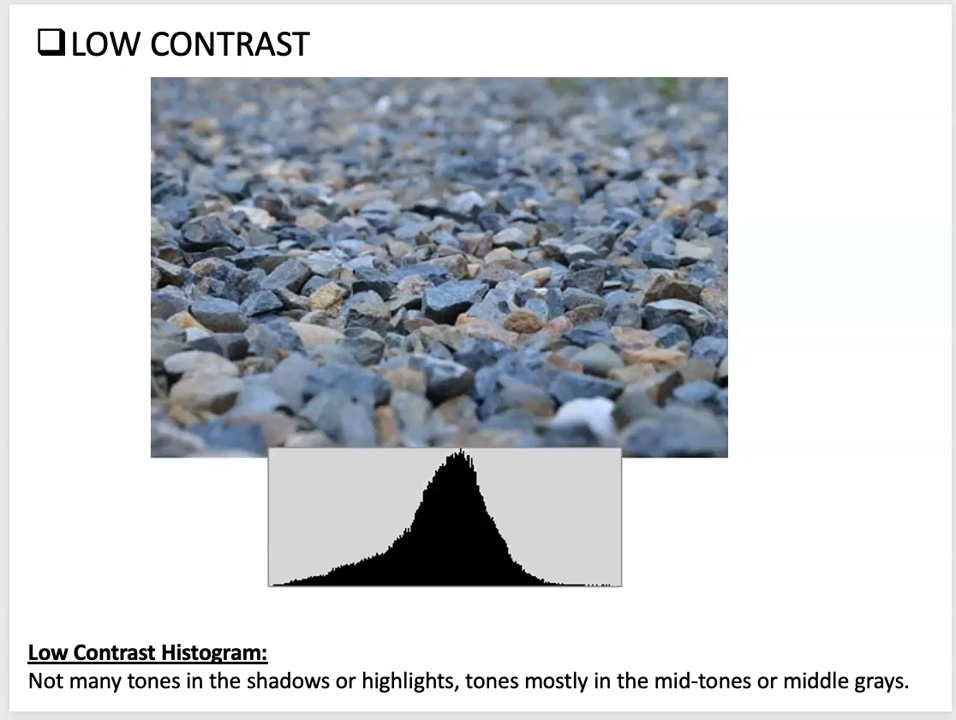 LOW CONTRAST
Low Contrast Histogram:
Not many tones in the shadows or highlights, tones mostly in the mid-tones or middle grays.